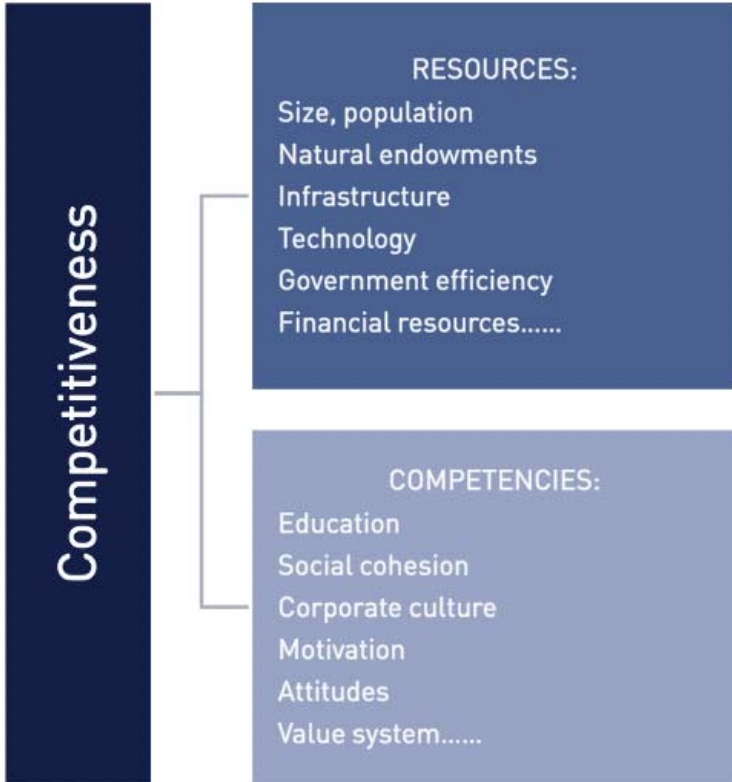 Competitiveness
RESOURCES:
Size, population
Natural endowments
Infrastructure
Technology
Government efficiency
Financial resources......
COMPETENCIES:
Education
Social cohesion
Corporate culture
Motivation
Attitudes
Value system......